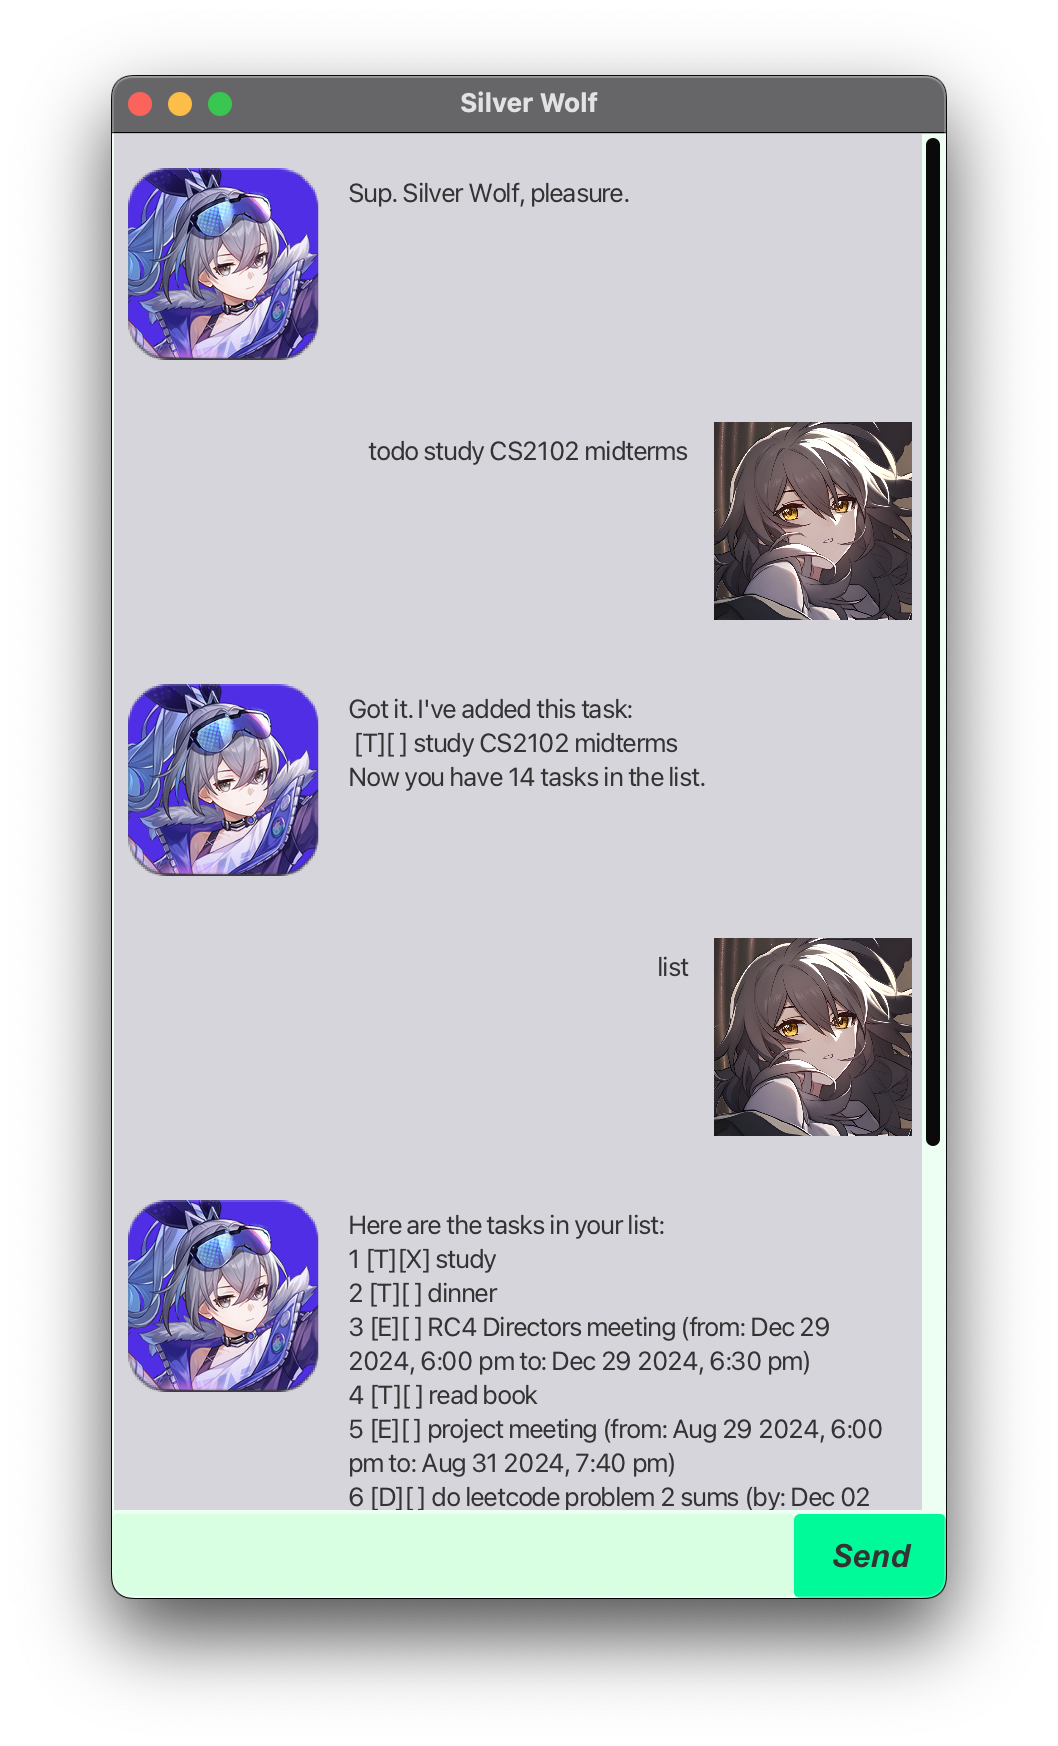 Silver Wolf
Sup. Silver Wolf, pleasure.
todo study CS2102 midterms
Got it. I've added this task:
[T][ ] study CS2102 midterms
Now you have 14 tasks in the list.
list
Here are the tasks in your list:
1 [T][X] study
2 [T][ ] dinner
3 [E][ ] RC4 Directors meeting (from: Dec 29
2024, 6:00 pm to: Dec 29 2024, 6:30 pm)
4 [T][ ] read book
5 [E][ ] project meeting (from: Aug 29 2024, 6:00
pm to: Aug 31 2024, 7:40 pm)
6 [D][ ] do leetcode problem 2 sums (by: Dec 02
Send